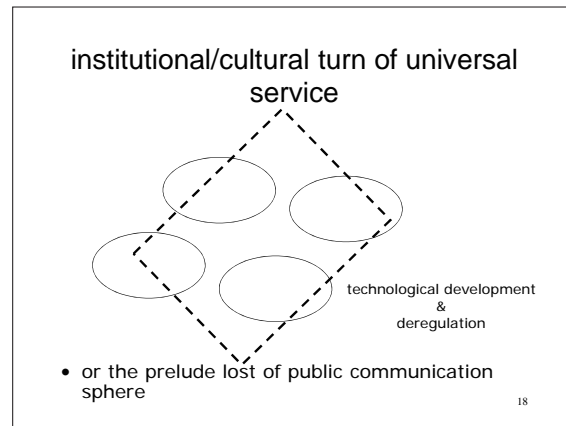 institutional/cultural turn of universal
service
technological development
&
deregulation
• or the prelude lost of public communication
sphere
18